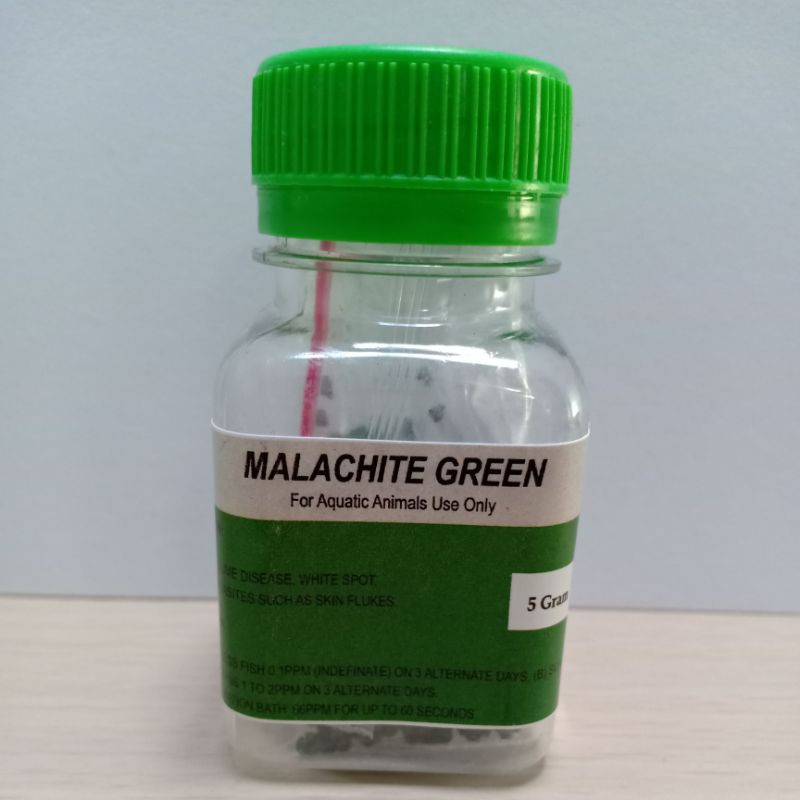 MALACHITE GREEN
For Aquatic Animals Use Only
DISEASE, WHITE SPOT
SUCH AS SKIN FLUKES.
5 Gram
FISH 0.1PPM (INDEFINATE) ON 3 ALTERNATE DAYS, (B)
1 TO 2PPM ON 3 ALTERNATE DAYS.
BATH: 66PPM FOR UP TO 60 SECONDS